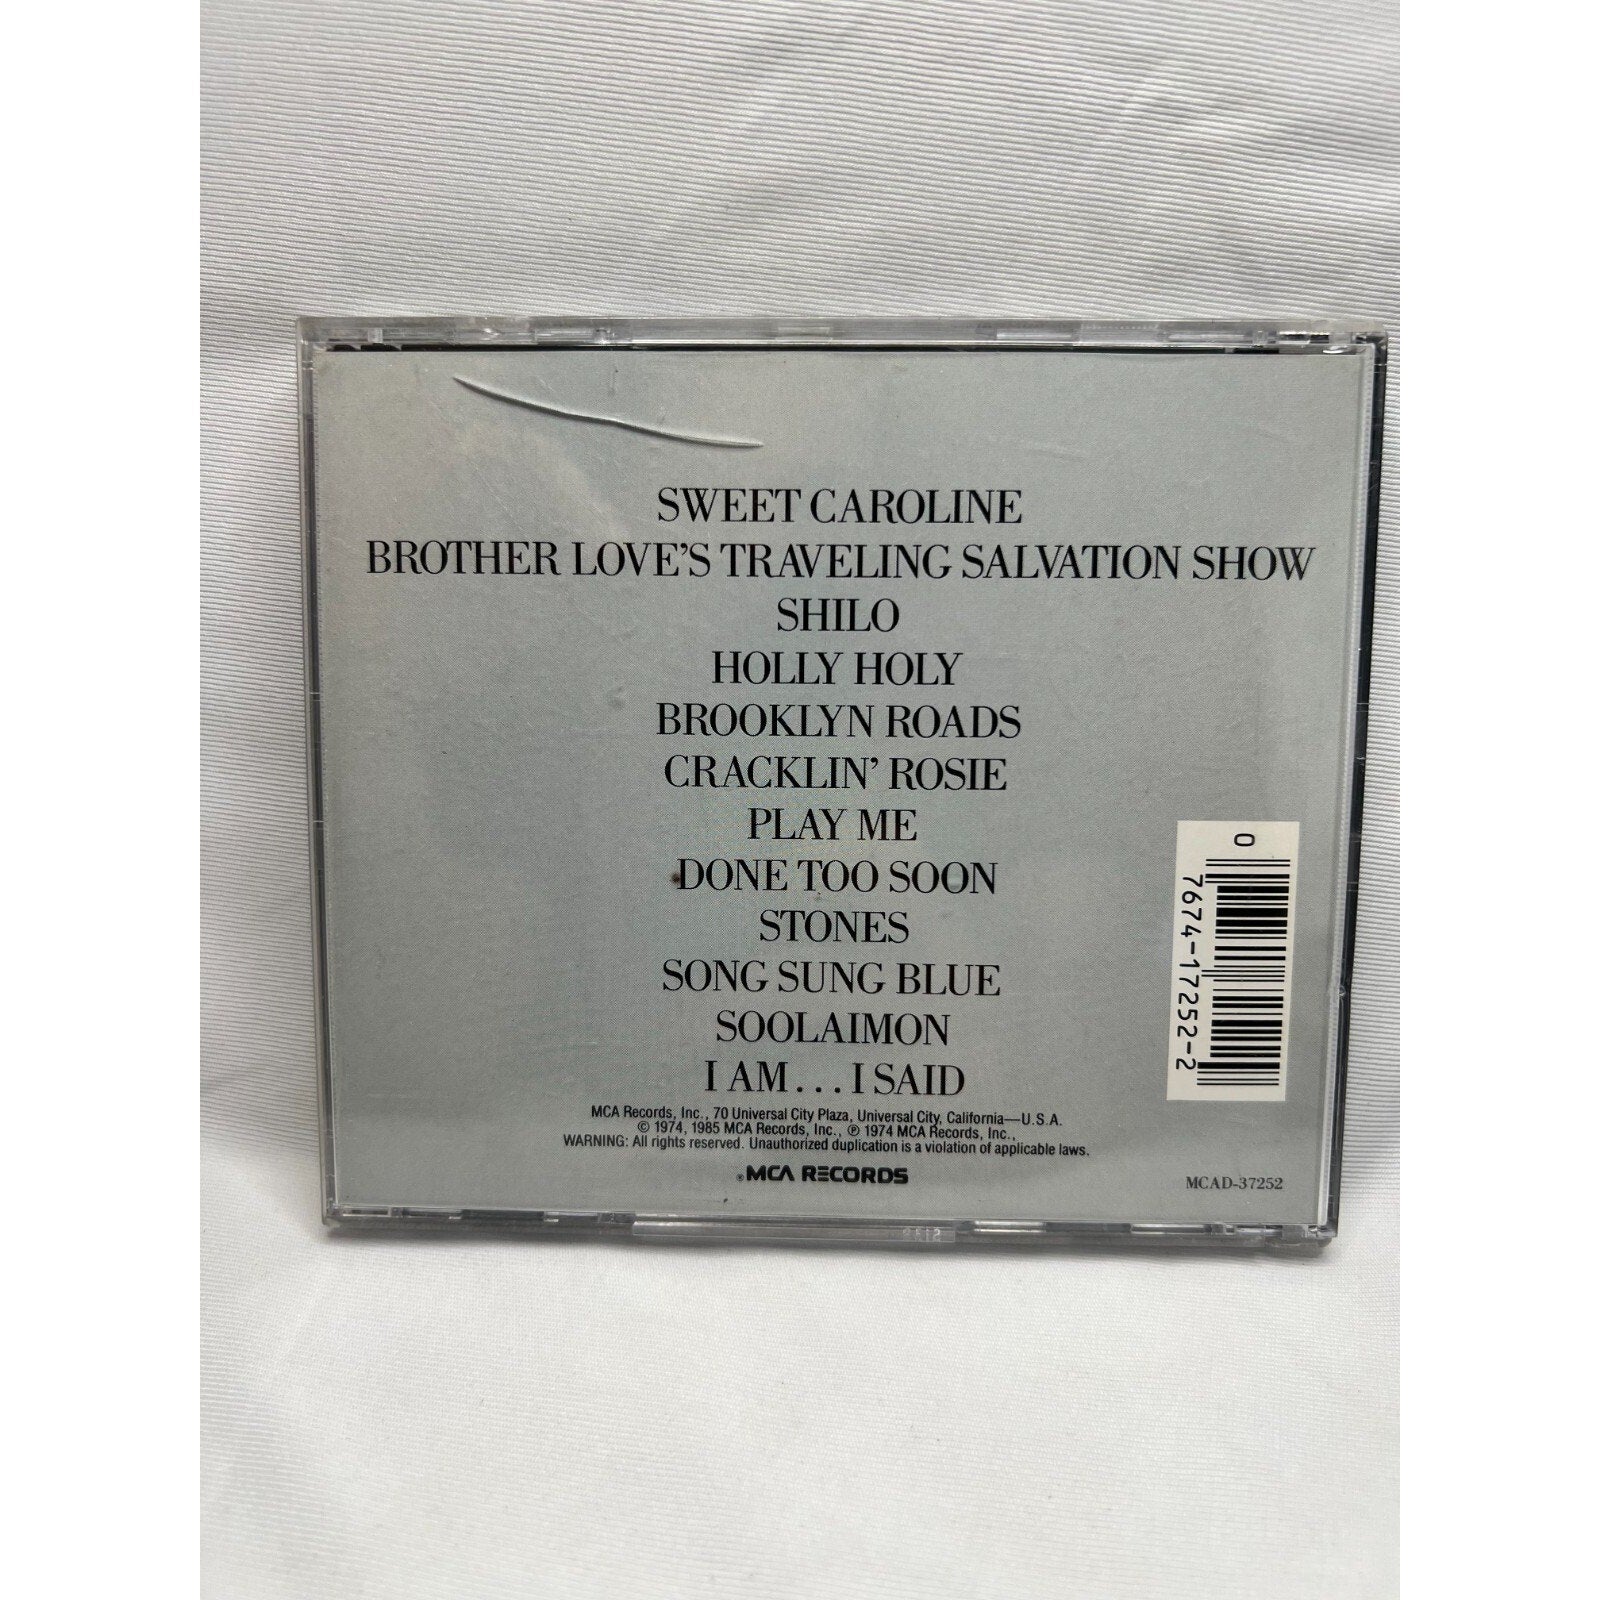 SWEET CAROLINE
BROTHER LOVE'S TRAVELING SALVATION SHOW
SHILO
HOLLY HOLY
BROOKLYN ROADS
CRACKLIN' ROSIE
PLAY ME
DONE TOO SOON
STONES
SONG SUNG BLUE
SOOLAIMON
I AM...I SAID
0
7674-17252-2
MCA Records, Inc., 70 Universal City Plaza, Universal City, California—U.S.A.
© 1974, 1985 MCA Records, Inc., ℗ 1974 MCA Records, Inc.,
WARNING: All rights reserved. Unauthorized duplication is a violation of applicable laws.
MCA RECORDS
MCAD-37252